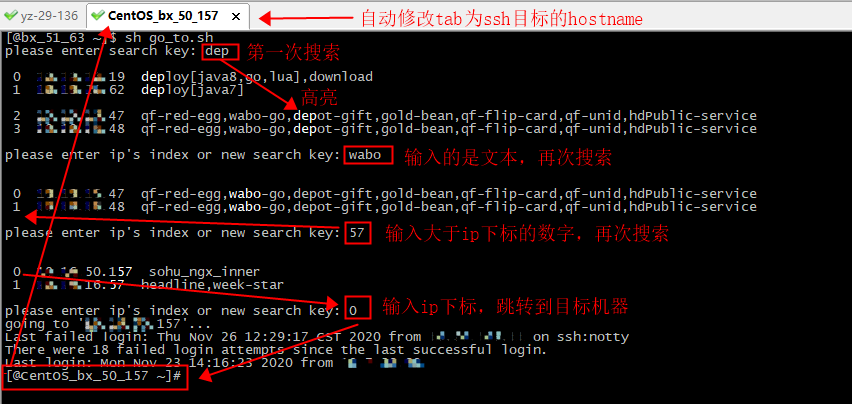 yz-29-136 CentOS_bx_50_157 × 自动修改tab为ssh目标的hostname
[@bx_51_63 ~]$ sh go_to.sh
please enter search key: dep 第一次搜索
0 19 deploy[java8,go,lua],download
1 62 deploy[java7]
高亮
2 47 qf-red-egg,wabo-go,depot-gift,gold-bean,qf-flip-card,qf-unid,hdPublic-service
3 48 qf-red-egg,wabo-go,depot-gift,gold-bean,qf-flip-card,qf-unid,hdPublic-service
please enter ip's index or new search key: wabo 输入的是文本，再次搜索
0 47 qf-red-egg,wabo-go,depot-gift,gold-bean,qf-flip-card,qf-unid,hdPublic-service
1 48 qf-red-egg,wabo-go,depot-gift,gold-bean,qf-flip-card,qf-unid,hdPublic-service
please enter ip's index or new search key: 57 输入大于ip下标的数字，再次搜索
0 50.157 sohu_ngx_inner
1 16.57 headline,week-star
please enter ip's index or new search key: 0 输入ip下标，跳转到目标机器
going to ' 157'...
Last failed login: Thu Nov 26 12:29:17 CST 2020 from on ssh:notty
There were 18 failed login attempts since the last successful login.
Last login: Mon Nov 23 14:16:23 2020 from
[@CentOS_bx_50_157 ~]#